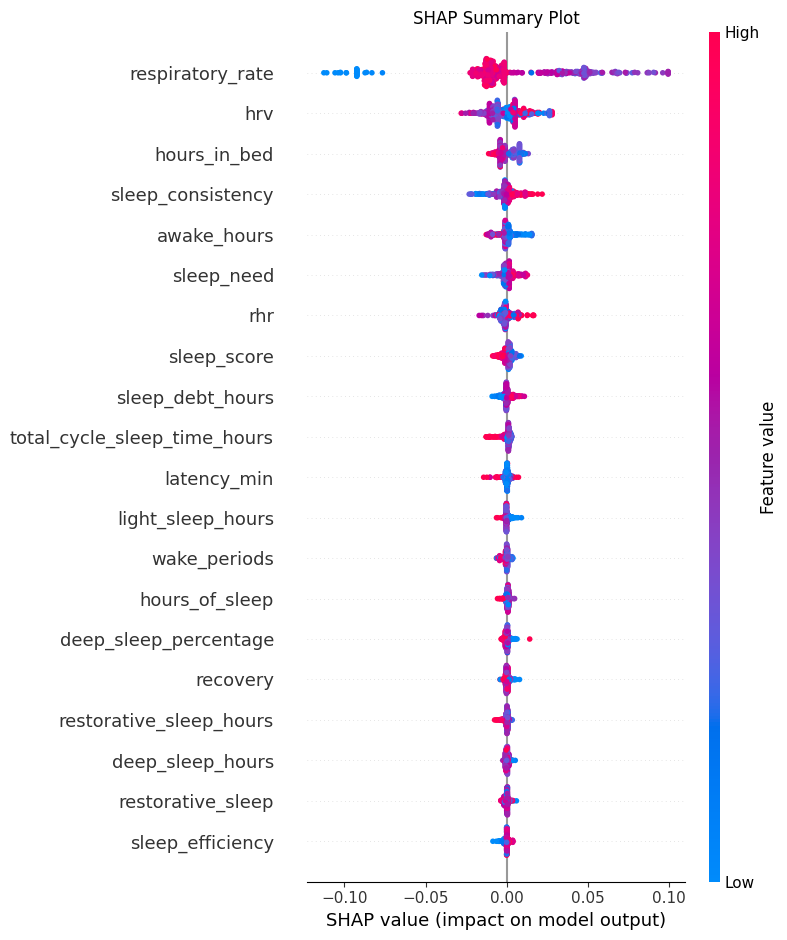 SHAP Summary Plot
High
respiratory_rate
hrv
hours_in_bed
sleep_consistency
awake_hours
sleep_need
rhr
sleep_score
sleep_debt_hours
total_cycle_sleep_time_hours
latency_min
light_sleep_hours
wake_periods
hours_of_sleep
deep_sleep_percentage
recovery
restorative_sleep_hours
deep_sleep_hours
restorative_sleep
sleep_efficiency
Feature value
Low
−0.10 −0.05 0.00 0.05 0.10
SHAP value (impact on model output)